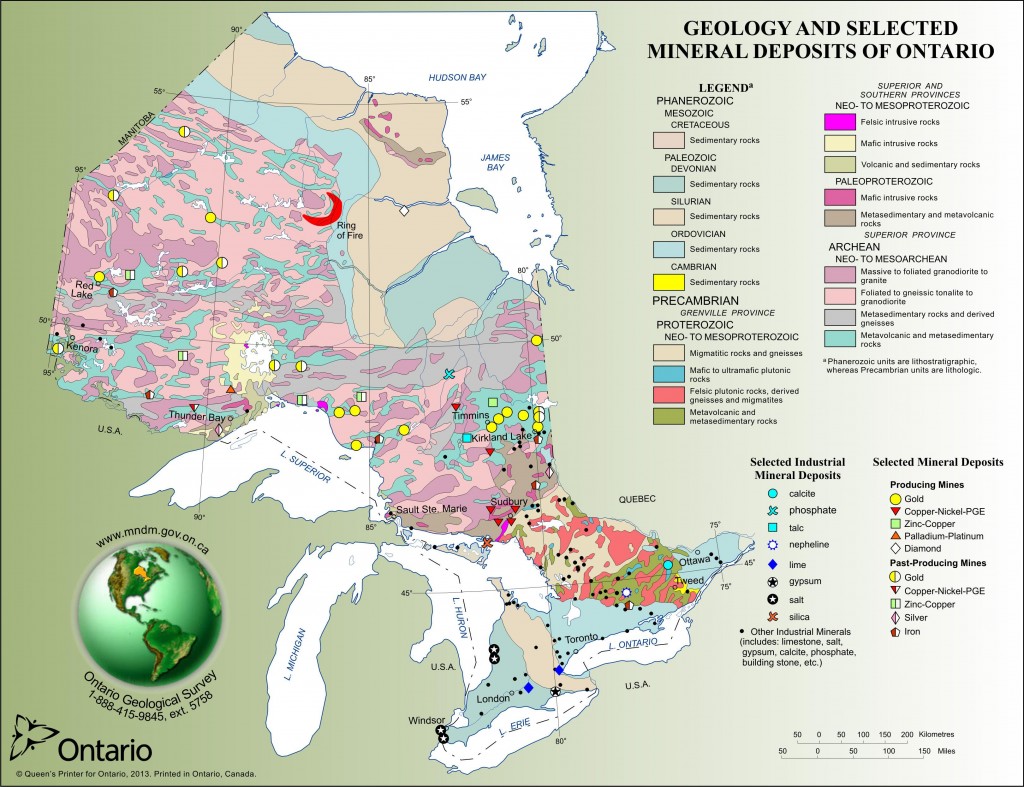 GEOLOGY AND SELECTED
MINERAL DEPOSITS OF ONTARIO
LEGENDª
PHANEROZOIC
MESOZOIC
CRETACEOUS
Sedimentary rocks
PALEOZOIC
DEVONIAN
Sedimentary rocks
SILURIAN
Sedimentary rocks
ORDOVICIAN
Sedimentary rocks
CAMBRIAN
Sedimentary rocks
PRECAMBRIAN
GRENVILLE PROVINCE
PROTEROZOIC
NEO- TO MESOPROTEROZOIC
Migmatitic rocks and gneisses
Mafic to ultramafic plutonic
rocks
Felsic plutonic rocks, derived
gneisses and migmatites
Metavolcanic and
metasedimentary rocks
SUPERIOR AND
SOUTHERN PROVINCES
NEO- TO MESOPROTEROZOIC
Felsic intrusive rocks
Mafic intrusive rocks
Volcanic and sedimentary rocks
PALEOPROTEROZOIC
Mafic intrusive rocks
Metasedimentary and metavolcanic
rocks
SUPERIOR PROVINCE
ARCHEAN
NEO- TO MESOARCHEAN
Massive to foliated granodiorite to
granite
Foliated to gneissic tonalite to
granodiorite
Metasedimentary rocks and derived
gneisses
Metavolcanic and metasedimentary
rocks
ª Phanerozoic units are lithostratigraphic,
whereas Precambrian units are lithologic.
Selected Industrial
Mineral Deposits
calcite
phosphate
talc
nepheline
lime
gypsum
salt
silica
• Other Industrial Minerals
(includes: limestone, salt,
gypsum, calcite, phosphate,
building stone, etc.)
Selected Mineral Deposits
Producing Mines
Gold
Copper-Nickel-PGE
Zinc-Copper
Palladium-Platinum
Diamond
Past-Producing Mines
Gold
Copper-Nickel-PGE
Zinc-Copper
Silver
Iron
50 0 50 100 150 200 Kilometres
50 0 50 100 150 Miles
90°
HUDSON BAY
85°
55°
55°
MANITOBA
JAMES
BAY
95°
Ring
of Fire
80°
Red
Lake
50°
50°
Kenora
Timmins
Thunder Bay
Kirkland Lake
U.S.A.
L. SUPERIOR
QUEBEC
Sudbury
Sault Ste. Marie
90°
85°
75°
Ottawa
45°
Tweed
75°
45°
L. HURON
L. MICHIGAN
Toronto
L. ONTARIO
U.S.A.
U.S.A.
London
Windsor
L. ERIE
80°
www.mndm.gov.on.ca
Ontario Geological Survey
1-888-415-9845, ext. 5758
Ontario
© Queen's Printer for Ontario, 2013. Printed in Ontario, Canada.